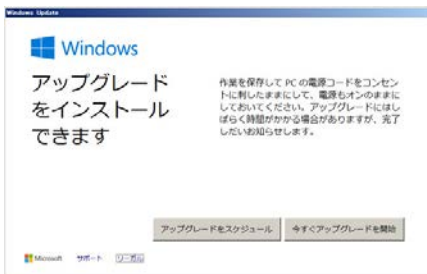 Windows Update
Windows
アップグレード
をインストール
できます
作業を保存して PC の電源コードをコンセン
トに刺したままにして、電源もオンのままに
しておいてください。アップグレードにはし
ばらく時間がかかる場合がありますが、完了
しだいお知らせします。
アップグレードをスケジュール
今すぐアップグレードを開始
Microsoft サポート リーガル